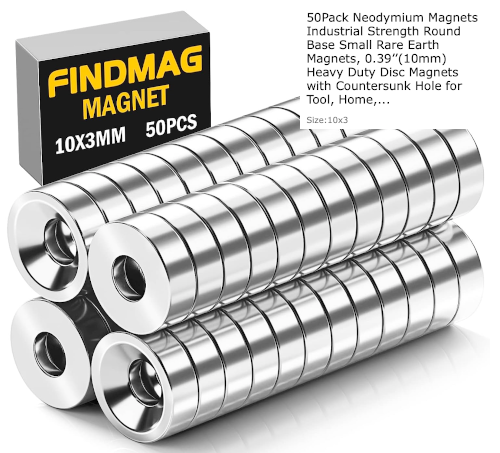 FINDMAG
MAGNET
10X3MM 50PCS
50Pack Neodymium Magnets
Industrial Strength Round
Base Small Rare Earth
Magnets, 0.39’’(10mm)
Heavy Duty Disc Magnets
with Countersunk Hole for
Tool, Home,...
Size:10x3